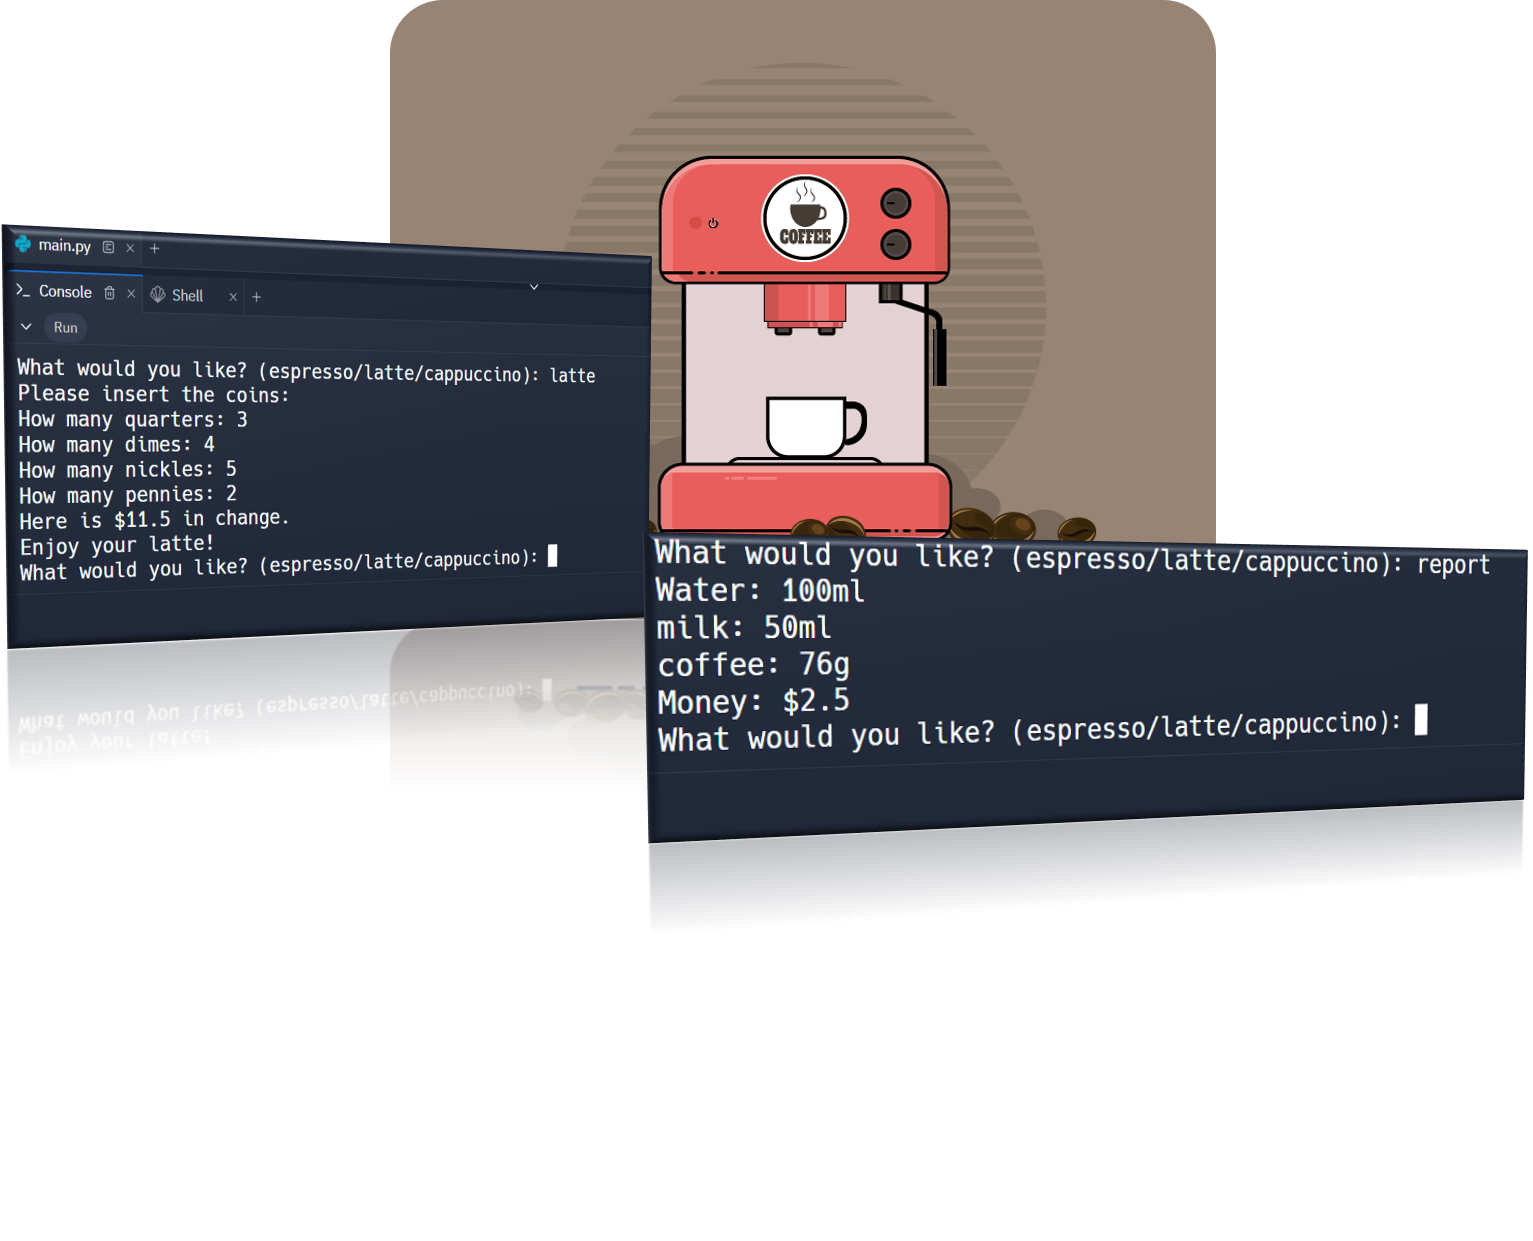 COFFEE
main.py
Console
Shell
Run
What would you like? (espresso/latte/cappuccino): latte
Please insert the coins:
How many quarters: 3
How many dimes: 4
How many nickles: 5
How many pennies: 2
Here is $11.5 in change.
Enjoy your latte!
What would you like? (espresso/latte/cappuccino):
What would you like? (espresso/latte/cappuccino): report
Water: 100ml
milk: 50ml
coffee: 76g
Money: $2.5
What would you like? (espresso/latte/cappuccino):